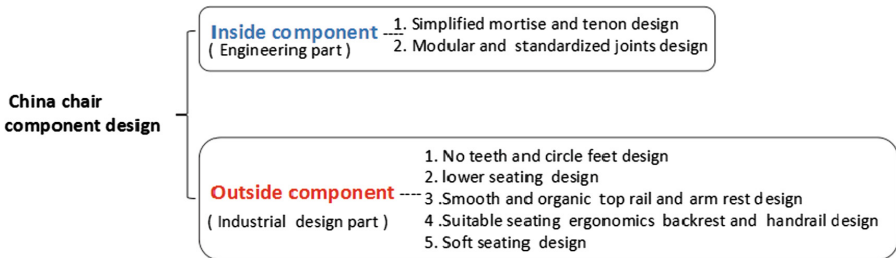 China chair
component design
Inside component
( Engineering part )
1. Simplified mortise and tenon design
2. Modular and standardized joints design
Outside component
( Industrial design part )
1. No teeth and circle feet design
2. lower seating design
3 .Smooth and organic top rail and arm rest design
4 .Suitable seating ergonomics backrest and handrail design
5. Soft seating design